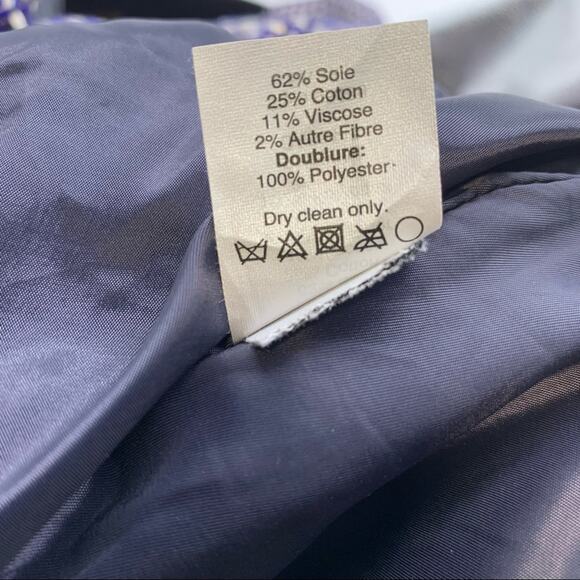 62% Soie
25% Coton
11% Viscose
2% Autre Fibre
Doublure:
100% Polyester
Dry clean only.